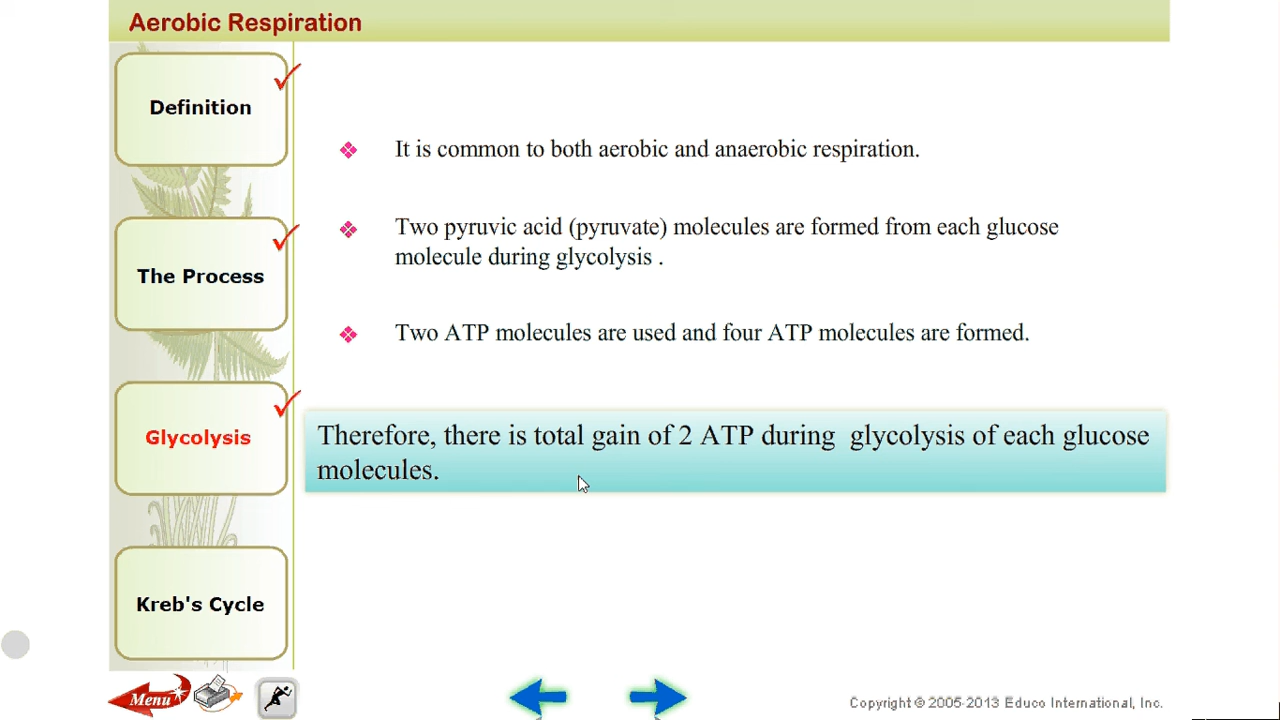 Aerobic Respiration
Definition
The Process
Glycolysis
Kreb's Cycle
It is common to both aerobic and anaerobic respiration.
Two pyruvic acid (pyruvate) molecules are formed from each glucose
molecule during glycolysis .
Two ATP molecules are used and four ATP molecules are formed.
Therefore, there is total gain of 2 ATP during glycolysis of each glucose
molecules.
Menu
Copyright © 2005-2013 Educo International, Inc.